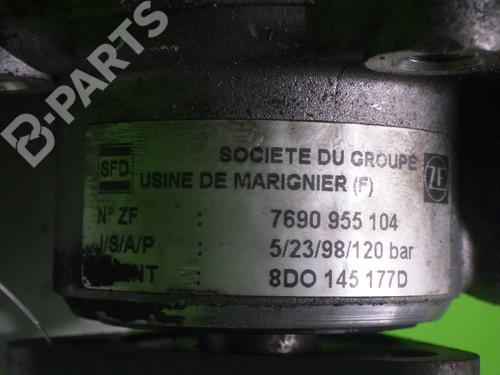 B-PARTS
SFD
SOCIETE DU GROUPE
ZF
USINE DE MARIGNIER (F)
N° ZF : 7690 955 104
J/S/A/P : 5/23/98/120 bar
: 8DO 145 177D